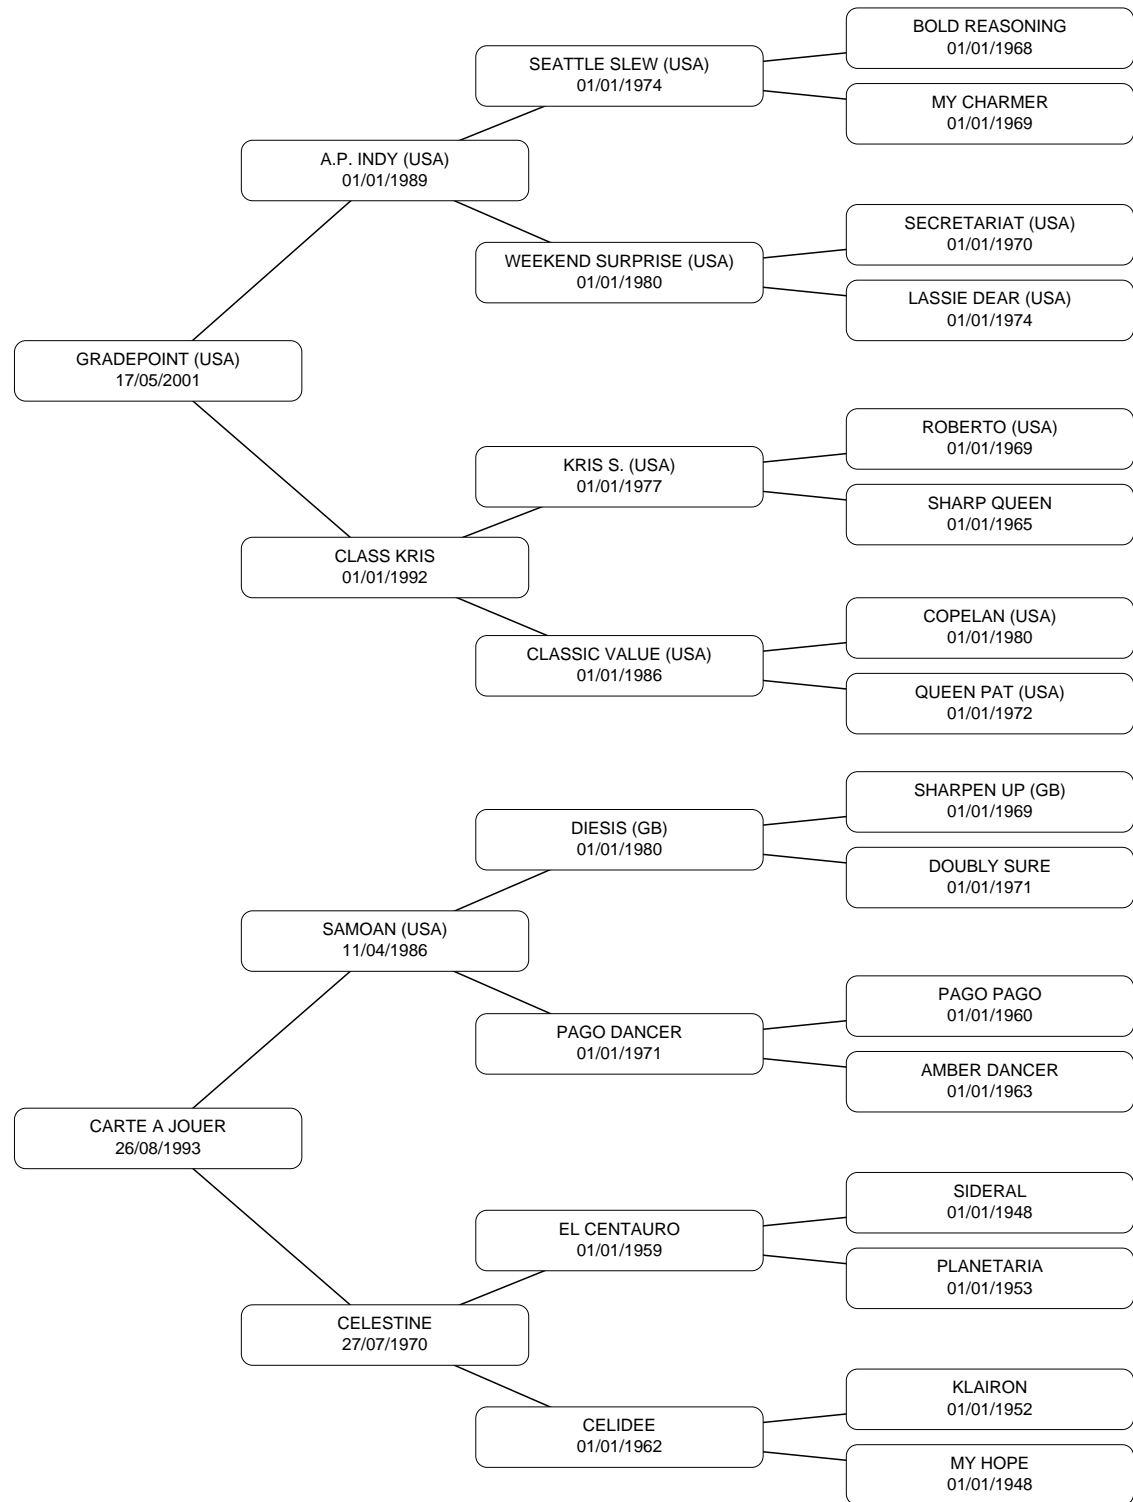 BOLD REASONING
01/01/1968
SEATTLE SLEW (USA)
01/01/1974
MY CHARMER
01/01/1969
A.P. INDY (USA)
01/01/1989
SECRETARIAT (USA)
01/01/1970
WEEKEND SURPRISE (USA)
01/01/1980
LASSIE DEAR (USA)
01/01/1974
GRADEPOINT (USA)
17/05/2001
ROBERTO (USA)
01/01/1969
KRIS S. (USA)
01/01/1977
SHARP QUEEN
01/01/1965
CLASS KRIS
01/01/1992
COPELAN (USA)
01/01/1980
CLASSIC VALUE (USA)
01/01/1986
QUEEN PAT (USA)
01/01/1972
SHARPEN UP (GB)
01/01/1969
DIESIS (GB)
01/01/1980
DOUBLY SURE
01/01/1971
SAMOAN (USA)
11/04/1986
PAGO PAGO
01/01/1960
PAGO DANCER
01/01/1971
AMBER DANCER
01/01/1963
CARTE A JOUER
26/08/1993
SIDERAL
01/01/1948
EL CENTAURO
01/01/1959
PLANETARIA
01/01/1953
CELESTINE
27/07/1970
KLAIRON
01/01/1952
CELIDEE
01/01/1962
MY HOPE
01/01/1948